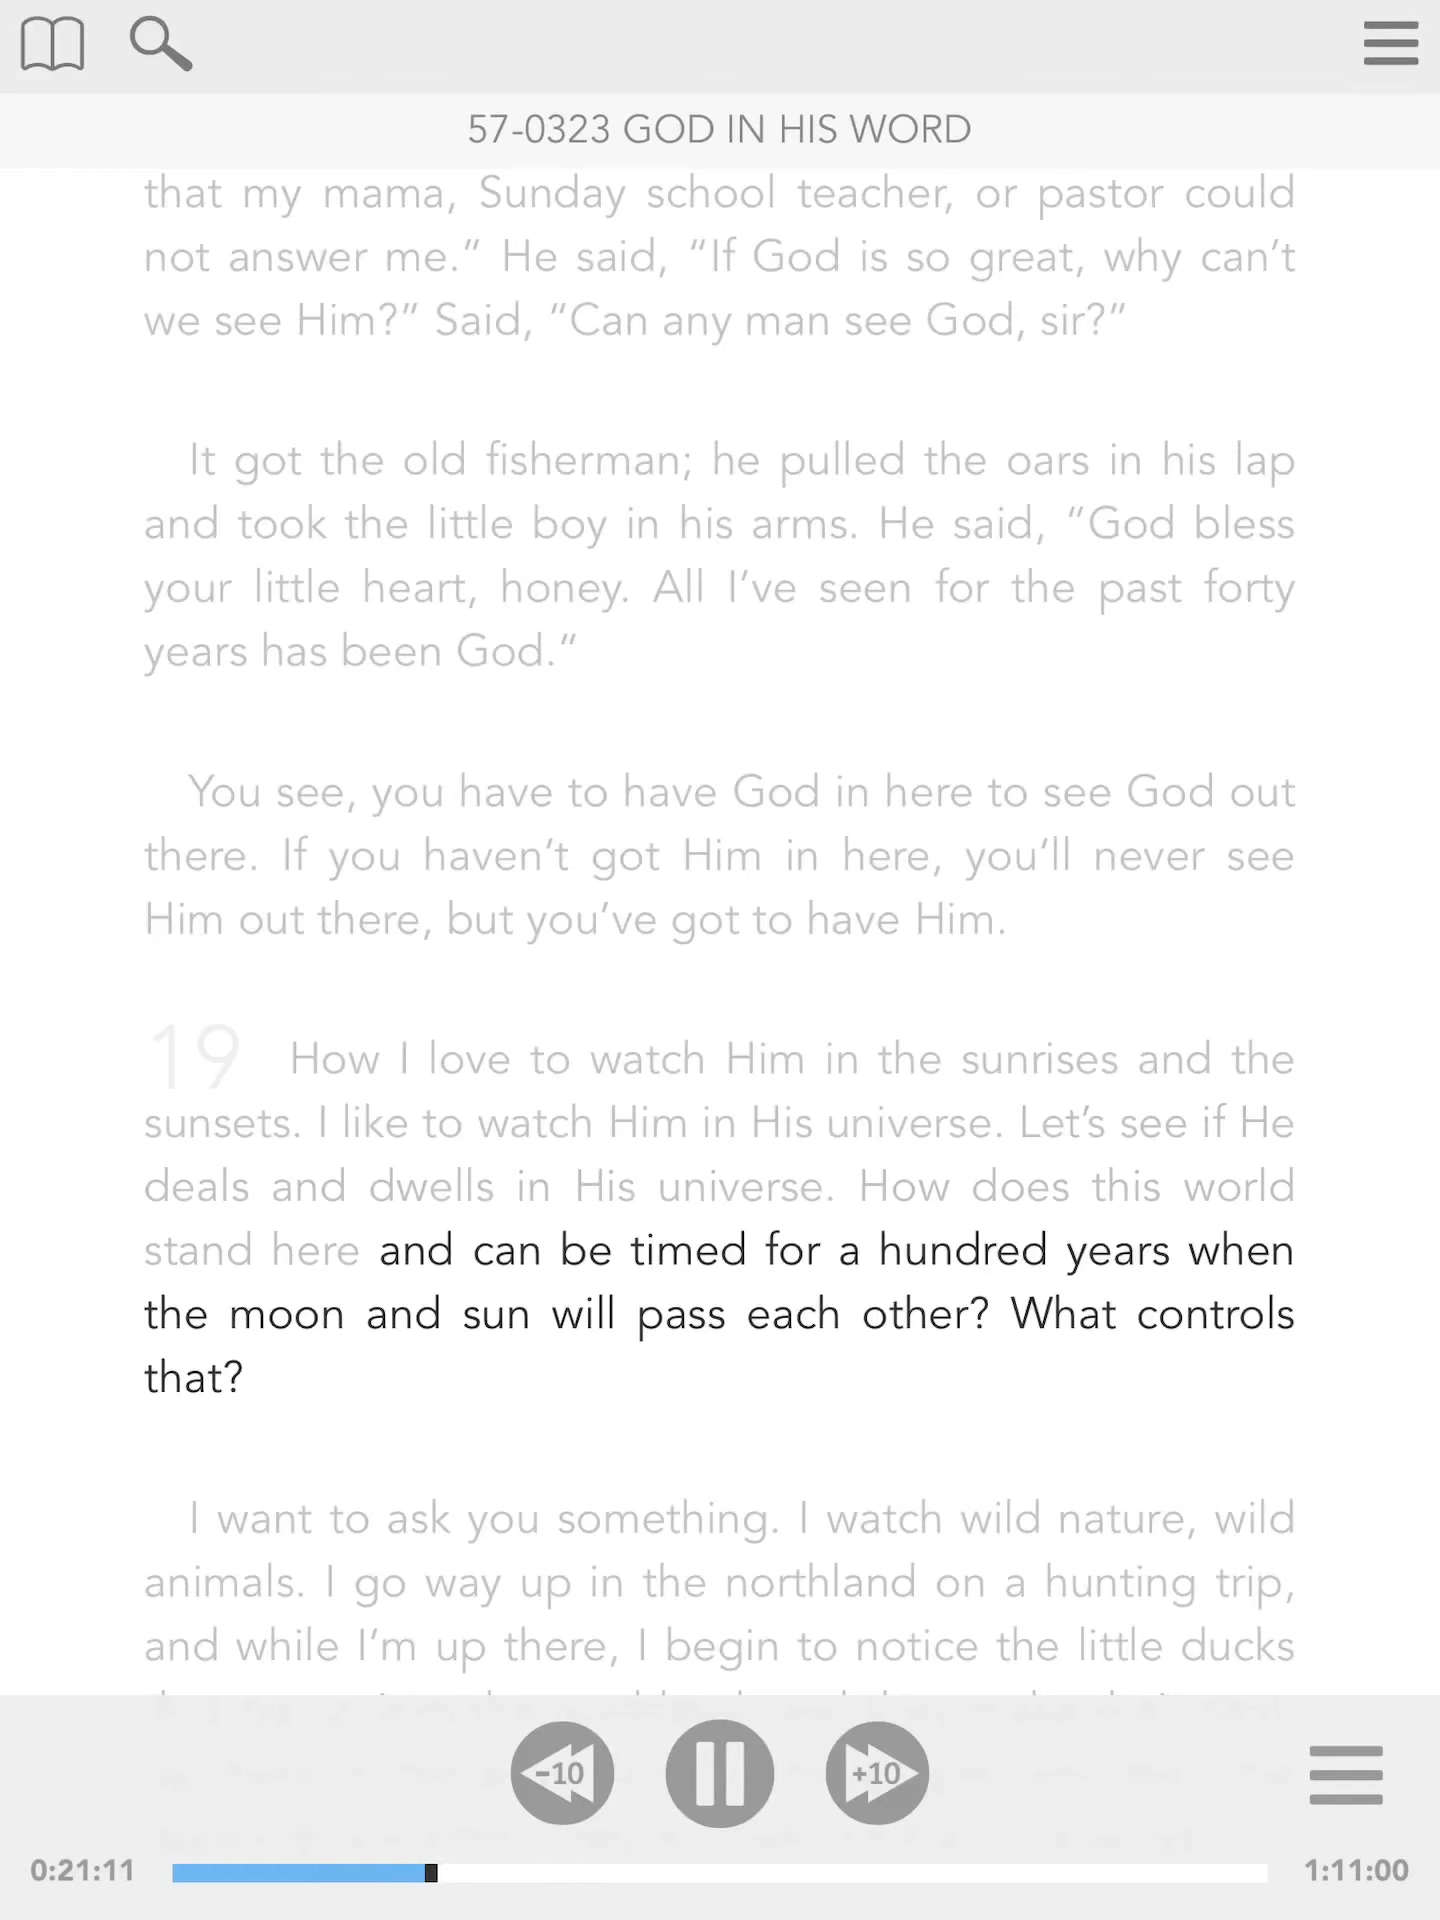 57-0323 GOD IN HIS WORD
that my mama, Sunday school teacher, or pastor could
not answer me.” He said, “If God is so great, why can’t
we see Him?” Said, “Can any man see God, sir?”
It got the old fisherman; he pulled the oars in his lap
and took the little boy in his arms. He said, “God bless
your little heart, honey. All I’ve seen for the past forty
years has been God.“
You see, you have to have God in here to see God out
there. If you haven’t got Him in here, you’ll never see
Him out there, but you’ve got to have Him.
19 How I love to watch Him in the sunrises and the
sunsets. I like to watch Him in His universe. Let’s see if He
deals and dwells in His universe. How does this world
stand here and can be timed for a hundred years when
the moon and sun will pass each other? What controls
that?
I want to ask you something. I watch wild nature, wild
animals. I go way up in the northland on a hunting trip,
and while I’m up there, I begin to notice the little ducks
-10 +10
0:21:11 1:11:00